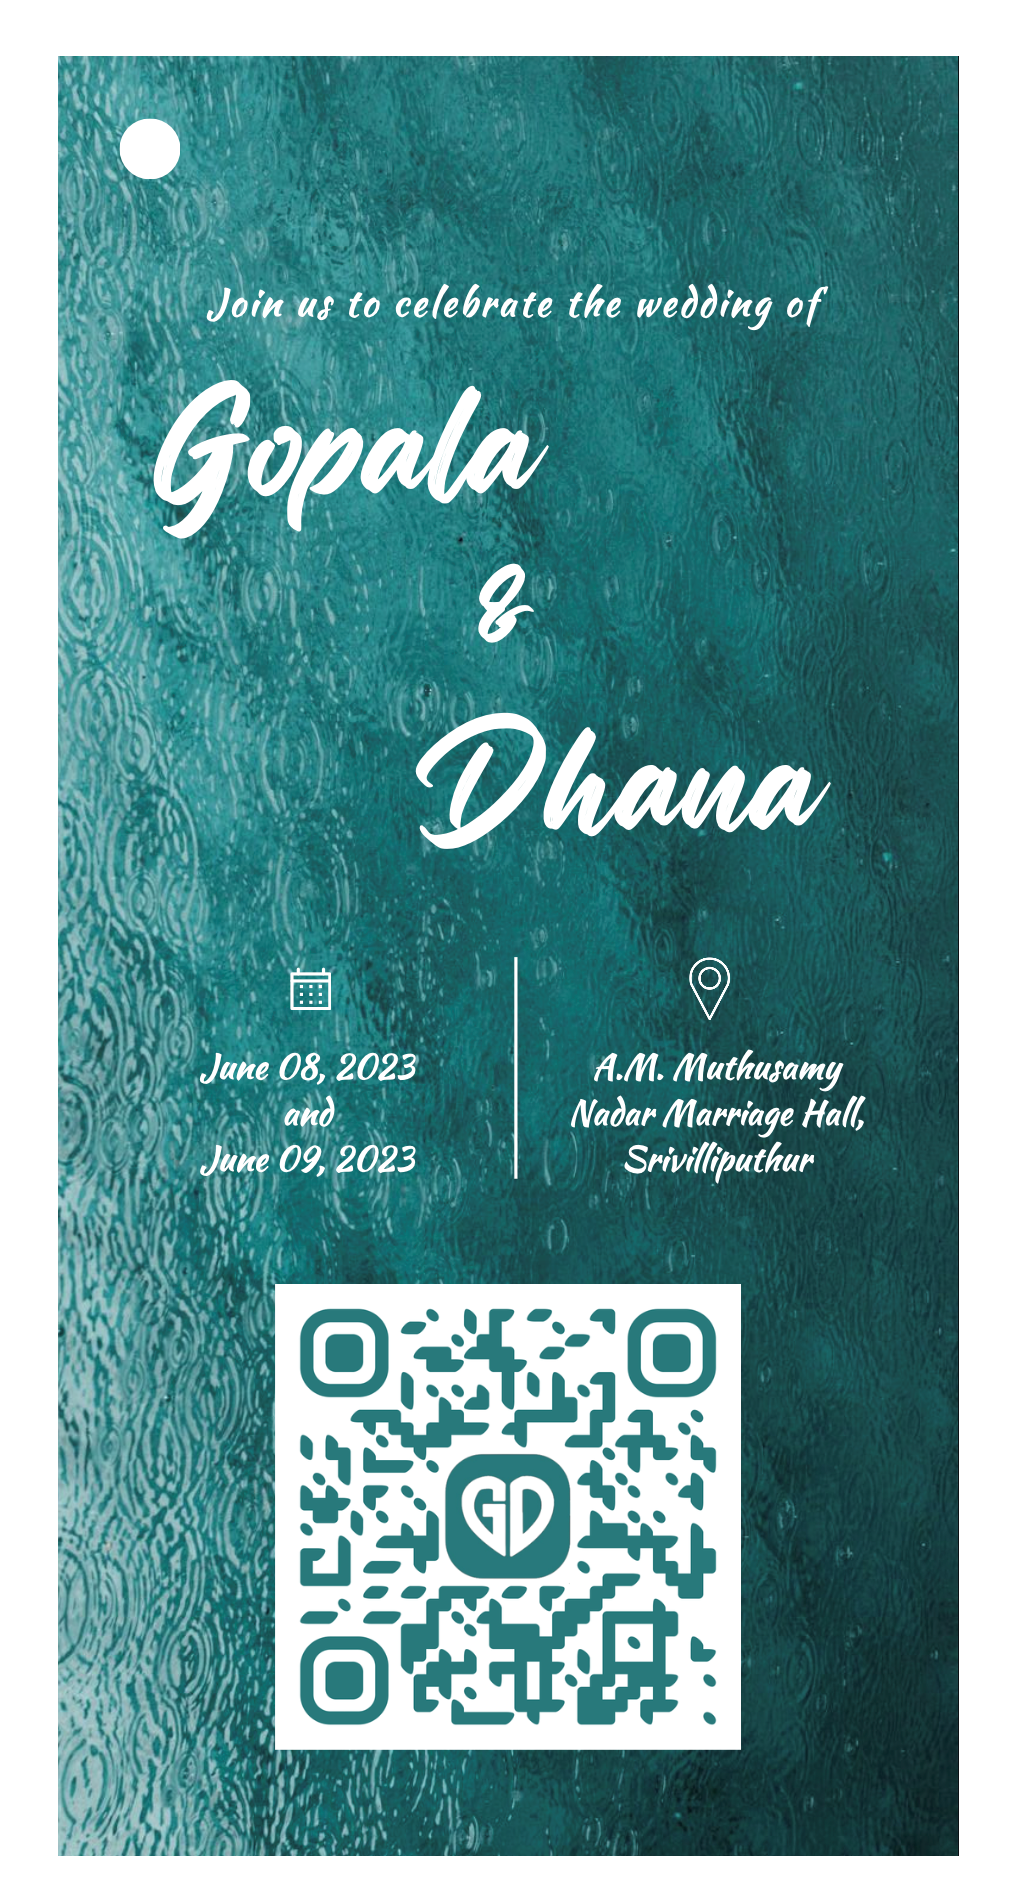 Join us to celebrate the wedding of
Gopala
&
Dhana
June 08, 2023
and
June 09, 2023
A.M. Muthusamy
Nadar Marriage Hall,
Srivilliputhur
GD